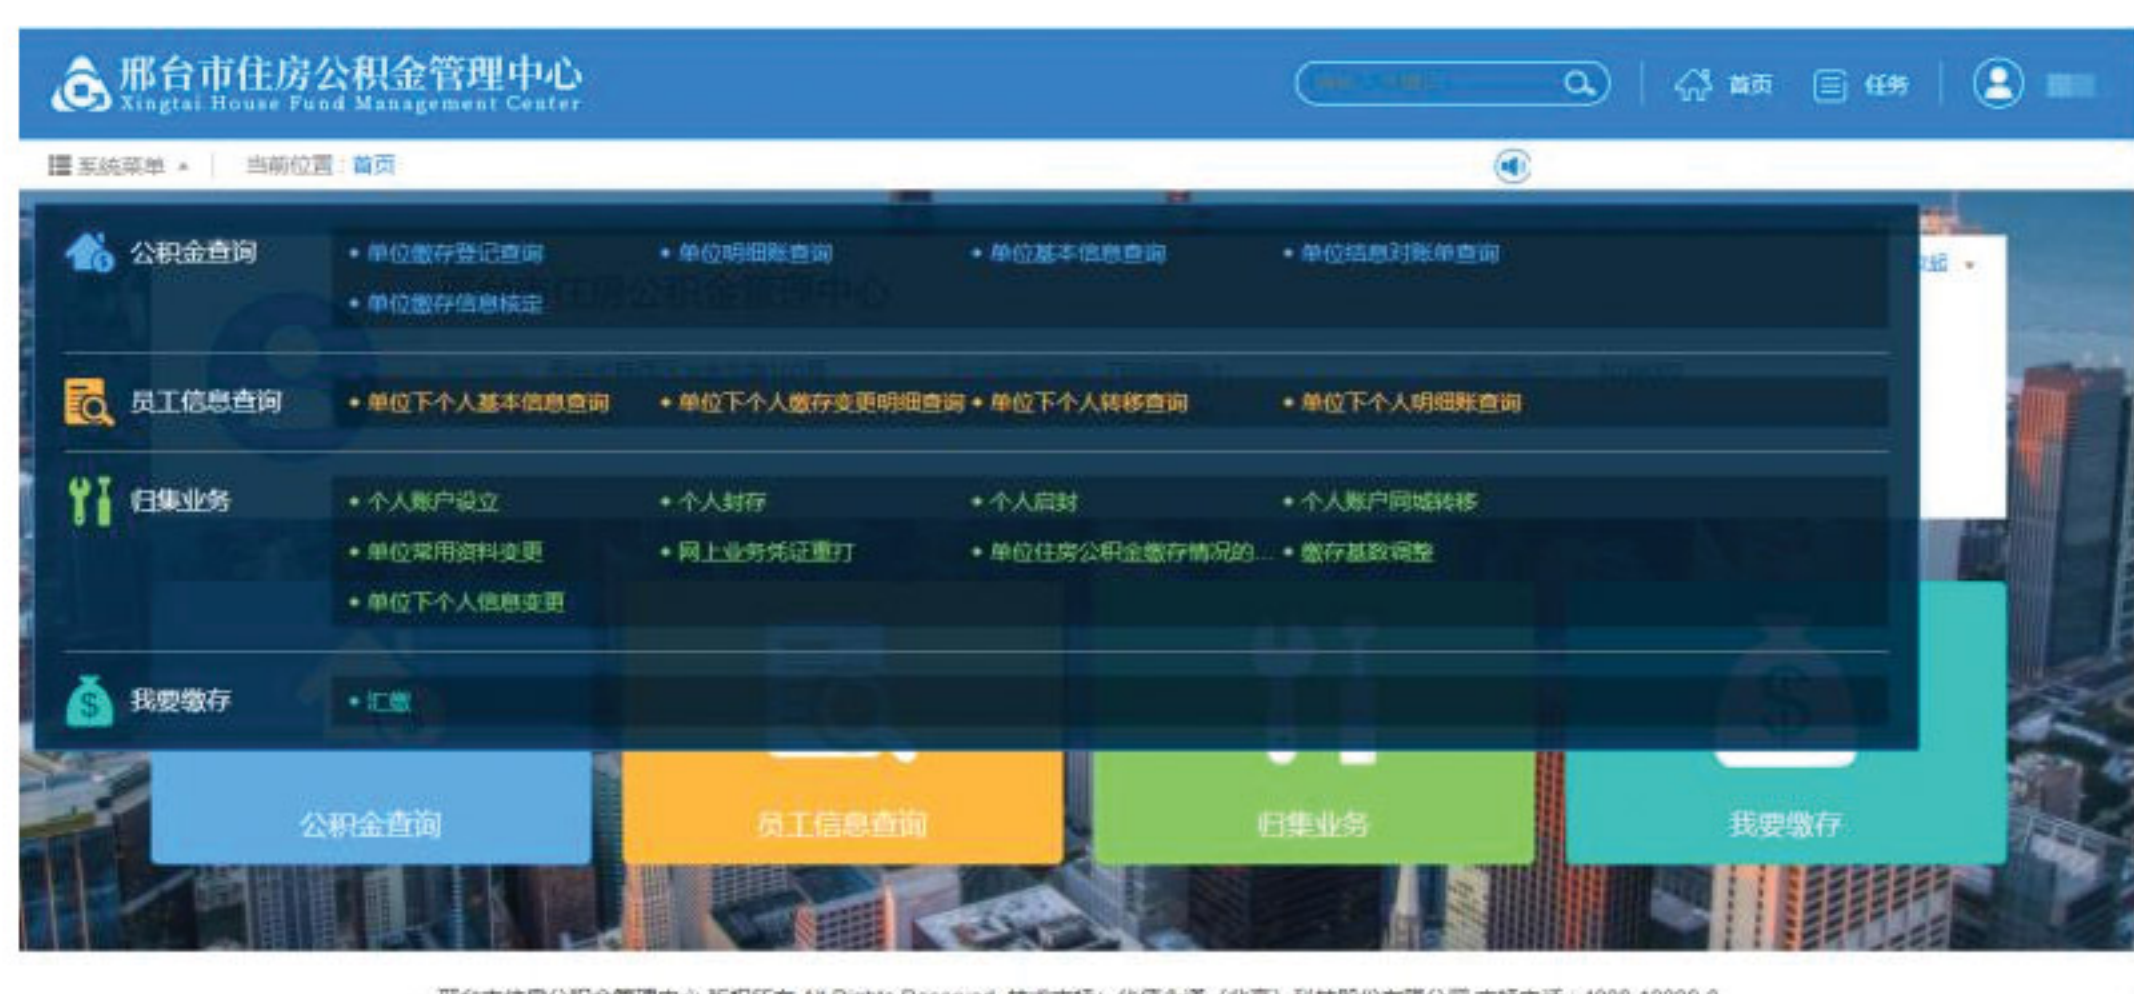 邢台市住房公积金管理中心
Xingtai House Fund Management Center
首页 任务
系统菜单 当前位置：首页
公积金查询 • 单位缴存登记查询 • 单位明细账查询 • 单位基本信息查询 • 单位结息对账单查询
• 单位缴存信息核定
住房公积金管理中心
员工信息查询 • 单位下个人基本信息查询 • 单位下个人缴存变更明细查询 • 单位下个人转移查询 • 单位下个人明细账查询
归集业务 • 个人账户设立 • 个人封存 • 个人启封 • 个人账户同城转移
• 单位常用资料变更 • 网上业务凭证重打 • 单位住房公积金缴存情况的... • 缴存基数调整
• 单位下个人信息变更
我要缴存 • 汇缴
公积金查询 员工信息查询 归集业务 我要缴存